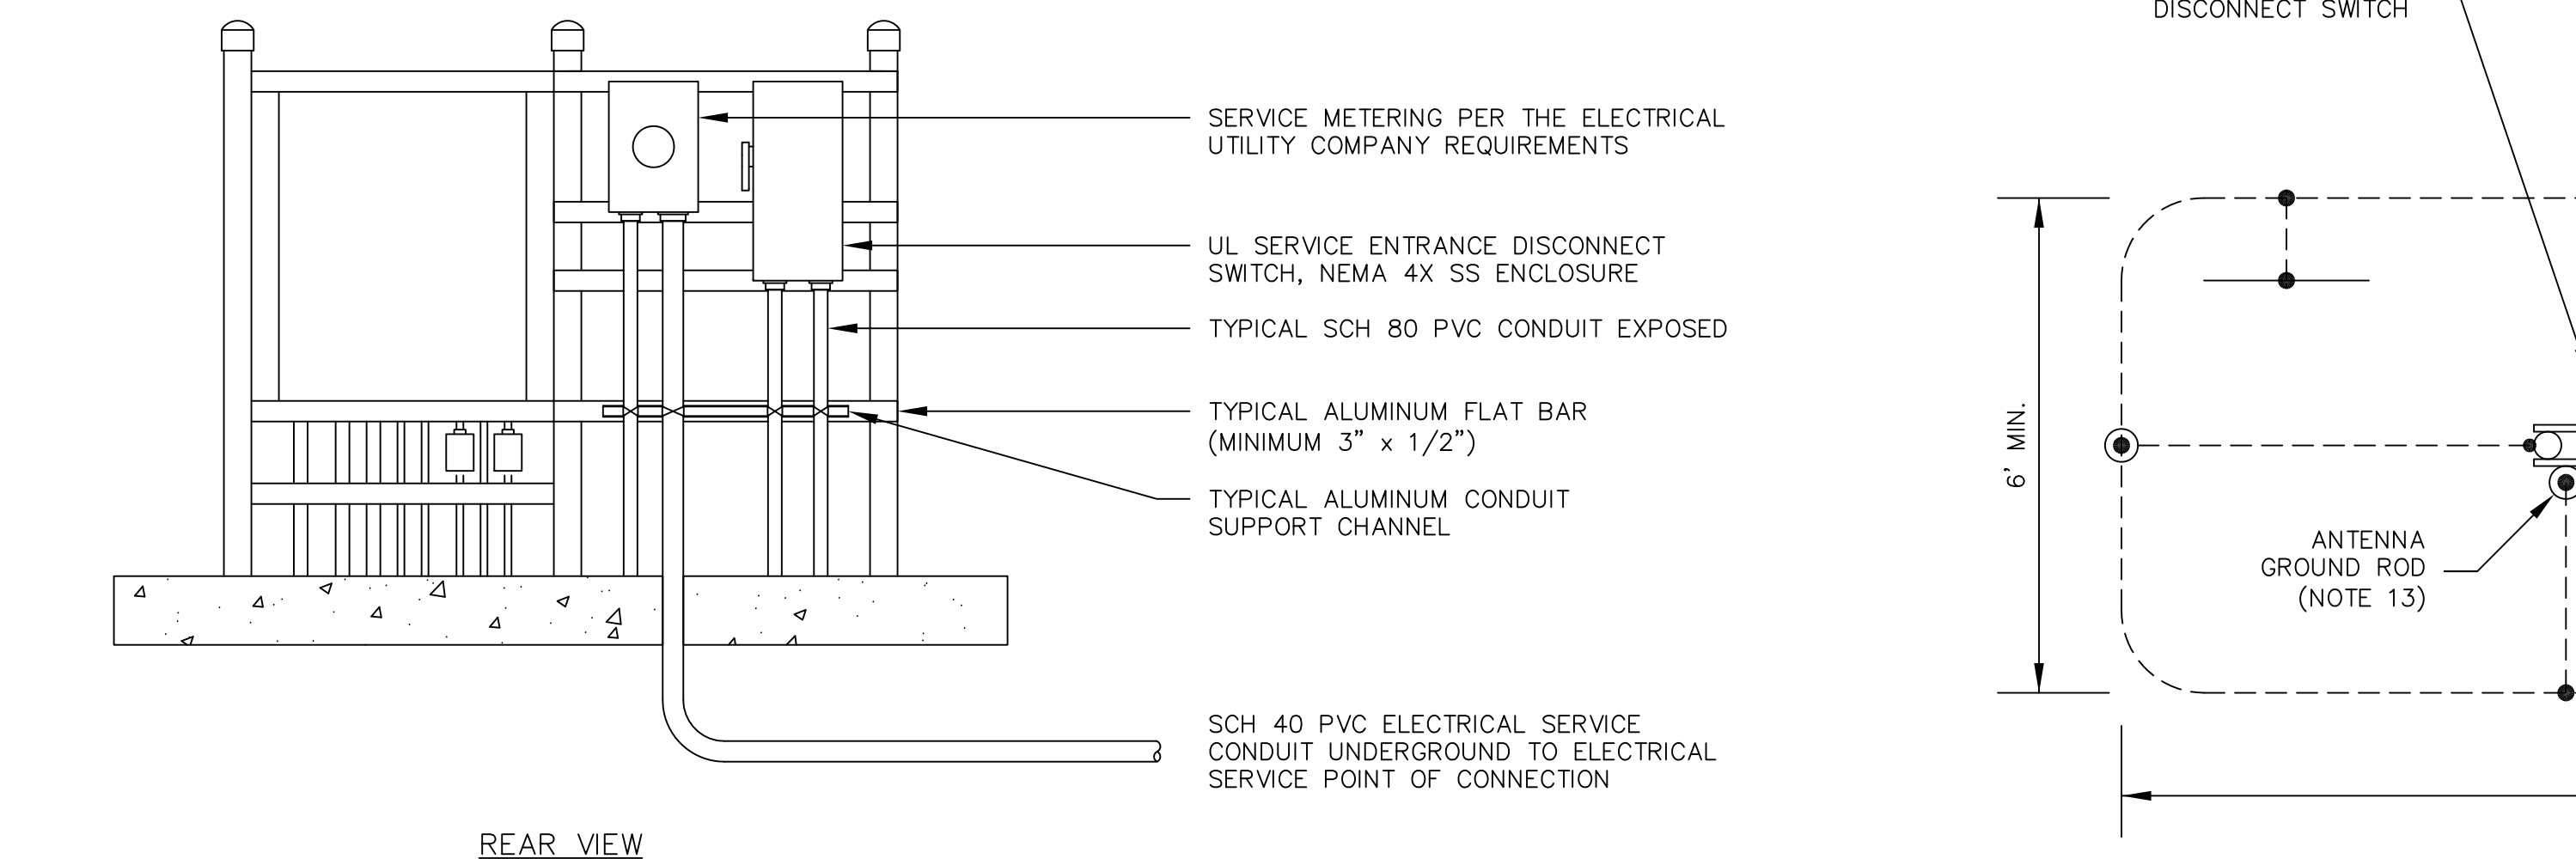 SERVICE METERING PER THE ELECTRICAL
UTILITY COMPANY REQUIREMENTS
UL SERVICE ENTRANCE DISCONNECT
SWITCH, NEMA 4X SS ENCLOSURE
TYPICAL SCH 80 PVC CONDUIT EXPOSED
TYPICAL ALUMINUM FLAT BAR
(MINIMUM 3" x 1/2")
TYPICAL ALUMINUM CONDUIT
SUPPORT CHANNEL
SCH 40 PVC ELECTRICAL SERVICE
CONDUIT UNDERGROUND TO ELECTRICAL
SERVICE POINT OF CONNECTION
REAR VIEW
DISCONNECT SWITCH
6' MIN.
ANTENNA
GROUND ROD
(NOTE 13)